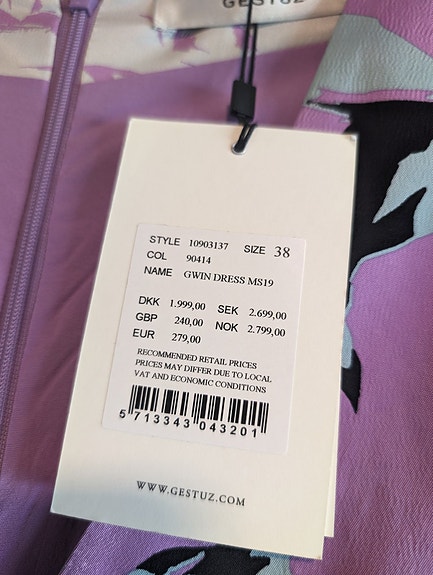 GESTUZ
STYLE 10903137 SIZE 38
COL 90414
NAME GWIN DRESS MS19
DKK 1.999,00 SEK 2.699,00
GBP 240,00 NOK 2.799,00
EUR 279,00
RECOMMENDED RETAIL PRICES
PRICES MAY DIFFER DUE TO LOCAL
VAT AND ECONOMIC CONDITIONS
5 713343 043201
WWW.GESTUZ.COM